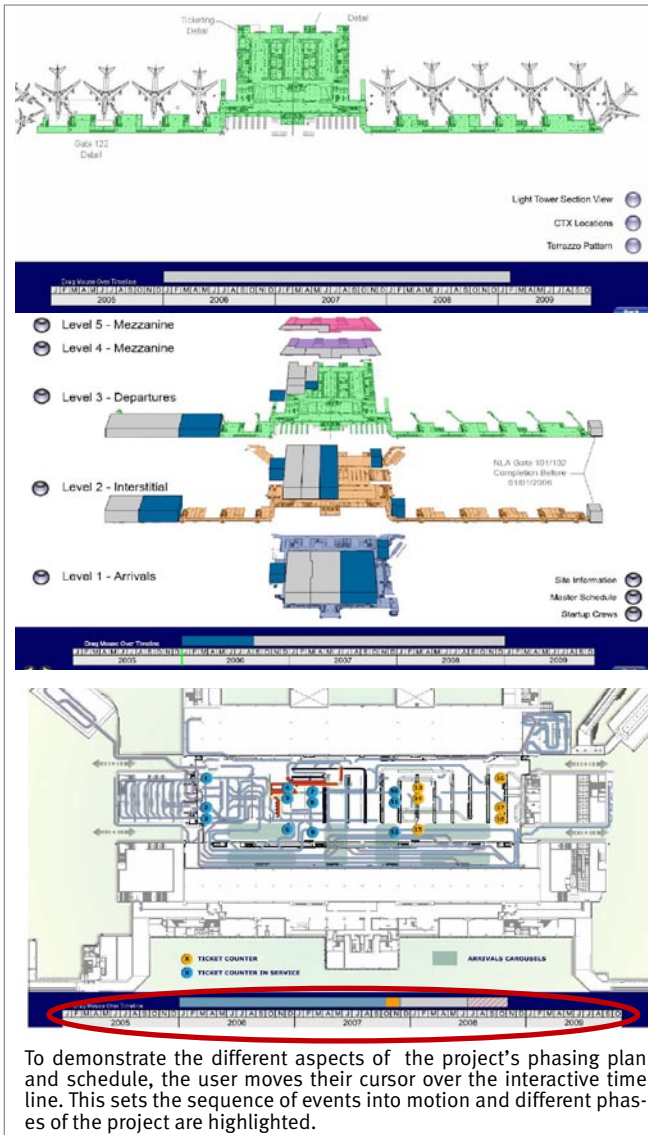 Ticketing
Detail
Detail
Gate 122
Detail
Light Tower Section View
CTX Locations
Terrazzo Pattern
Drag Mouse Over Timeline
J F M A M J J A S O N D J F M A M J J A S O N D J F M A M J J A S O N D J F M A M J J A S O N D J F M A M J J A S O
2005 2006 2007 2008 2009
Level 5 - Mezzanine
Level 4 - Mezzanine
Level 3 - Departures
NLA Gate 101/102
Completion Before
01/01/2006
Level 2 - Interstitial
Level 1 - Arrivals
Site Information
Master Schedule
Startup Crews
Drag Mouse Over Timeline
J F M A M J J A S O N D J F M A M J J A S O N D J F M A M J J A S O N D J F M A M J J A S O N D J F M A M J J A S O
2005 2006 2007 2008 2009
X TICKET COUNTER
X TICKET COUNTER IN SERVICE
ARRIVALS CAROUSELS
Drag Mouse Over Timeline
J F M A M J J A S O N D J F M A M J J A S O N D J F M A M J J A S O N D J F M A M J J A S O N D J F M A M J J A S O
2005 2006 2007 2008 2009
To demonstrate the different aspects of the project's phasing plan
and schedule, the user moves their cursor over the interactive time
line. This sets the sequence of events into motion and different phas-
es of the project are highlighted.